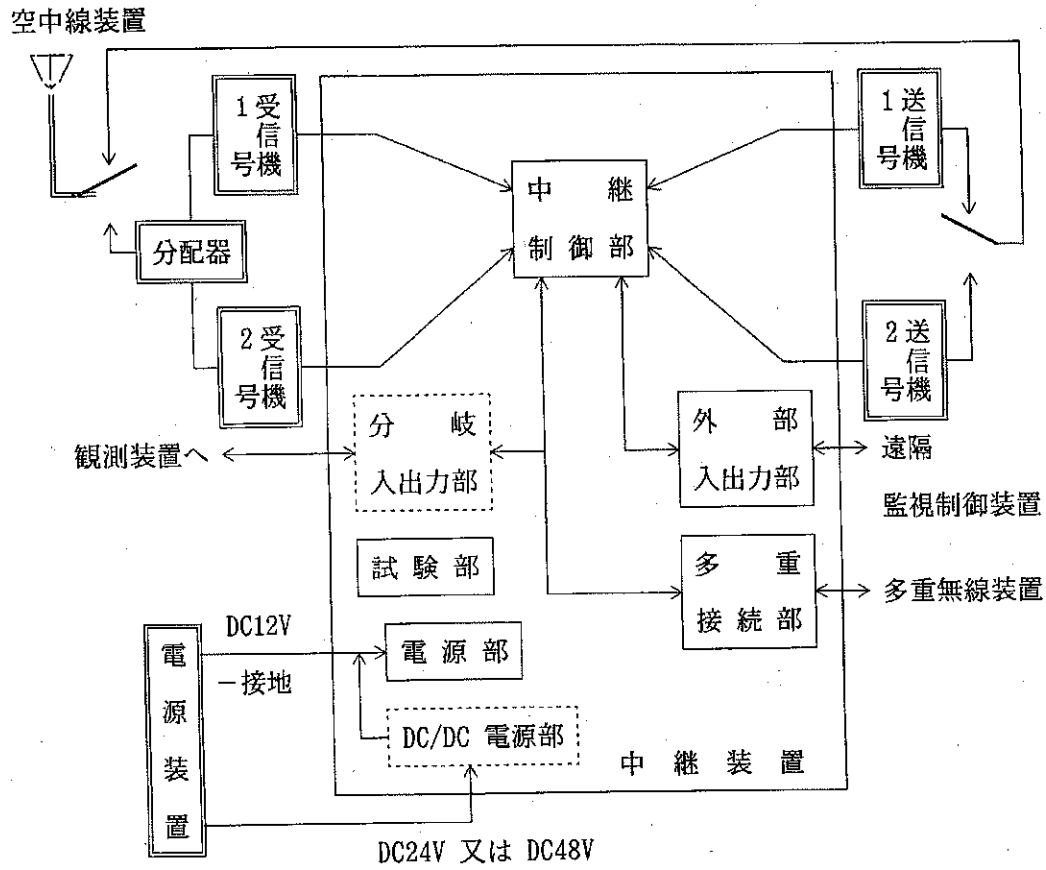 空中線装置
1受
信
号機
1送
信
号機
中 継
制御部
分配器
2受
信
号機
2送
信
号機
分 岐
入出力部
外 部
入出力部
観測装置へ
遠隔
監視制御装置
試験部
多 重
接続部
多重無線装置
DC12V
－接地
電源部
電
源
装
置
DC/DC 電源部
中継装置
DC24V 又は DC48V